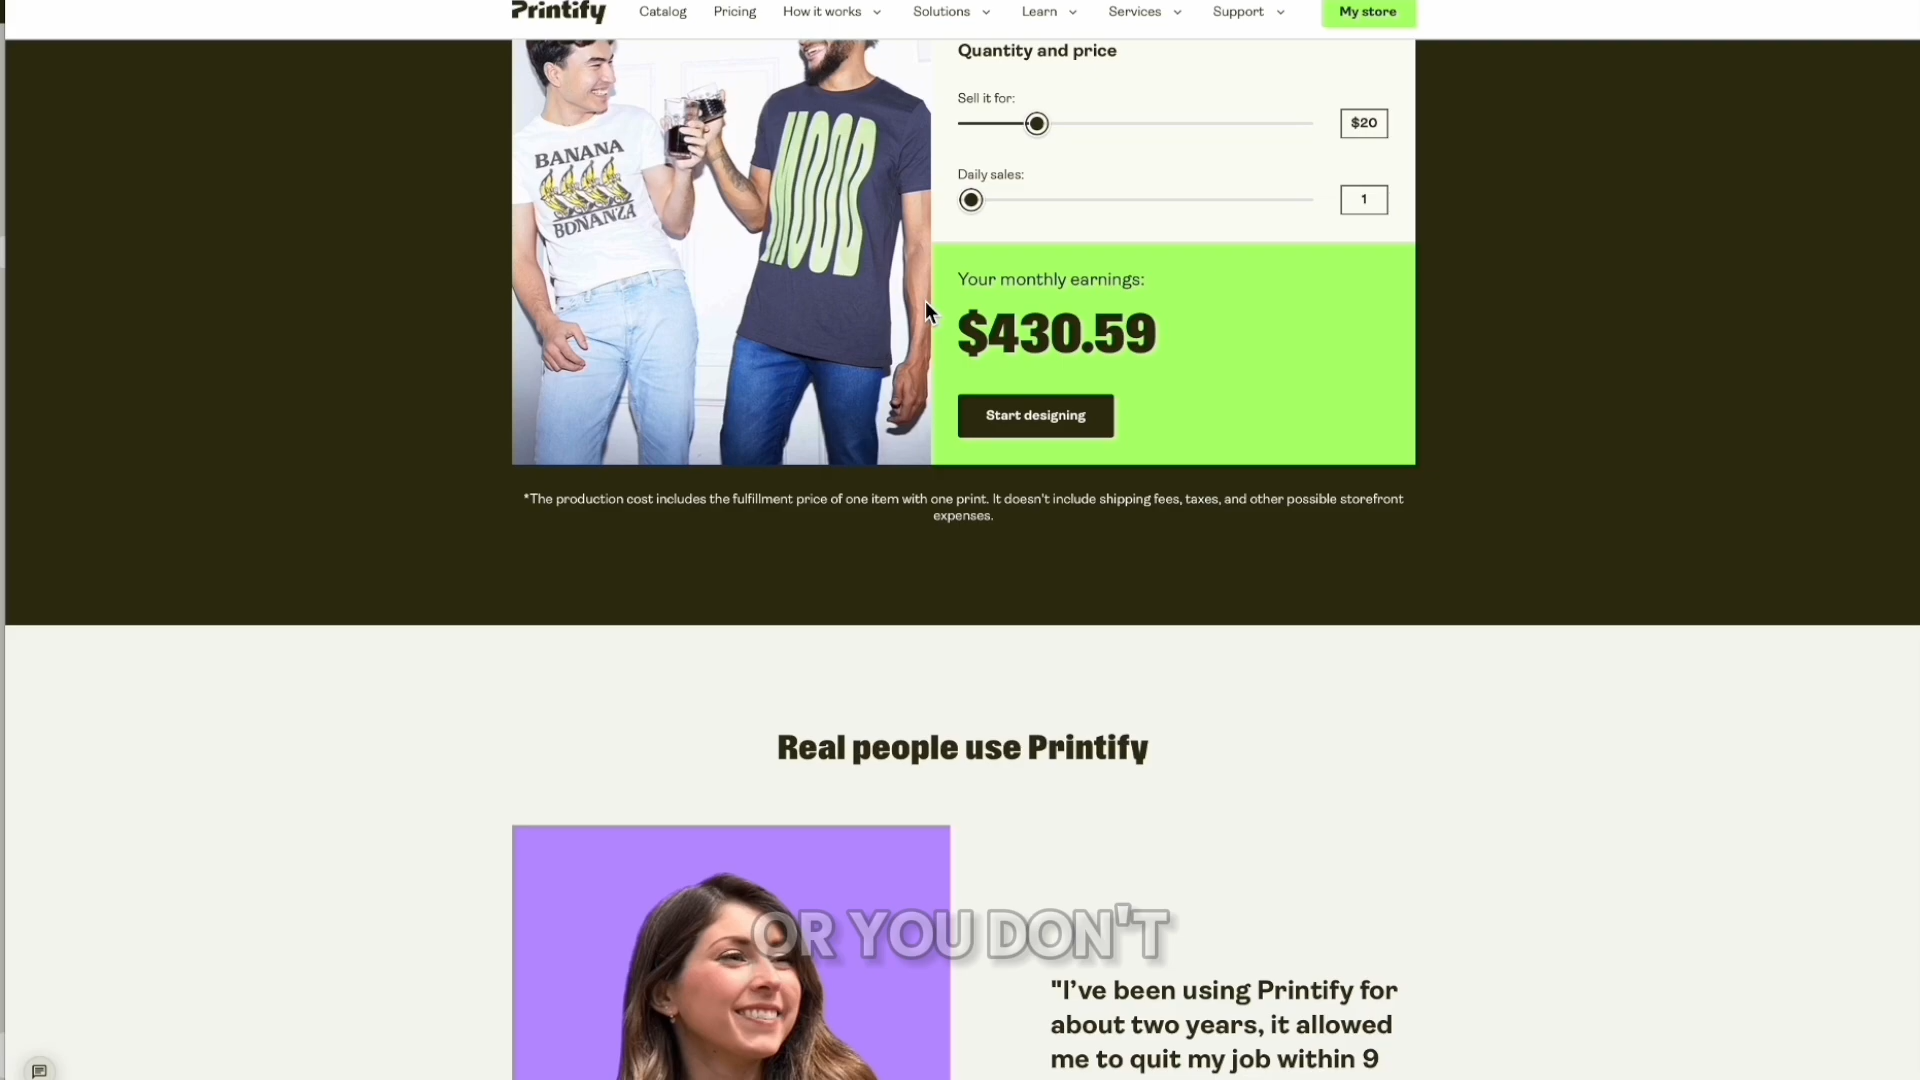 Printify
Catalog
Pricing
How it works
Solutions
Learn
Services
Support
My store
Quantity and price
Sell it for:
$20
Daily sales:
1
BANANA
BONANZA
MOOD
Your monthly earnings:
$430.59
Start designing
*The production cost includes the fulfillment price of one item with one print. It doesn't include shipping fees, taxes, and other possible storefront
expenses.
Real people use Printify
OR YOU DON'T
"I've been using Printify for
about two years, it allowed
me to quit my job within 9